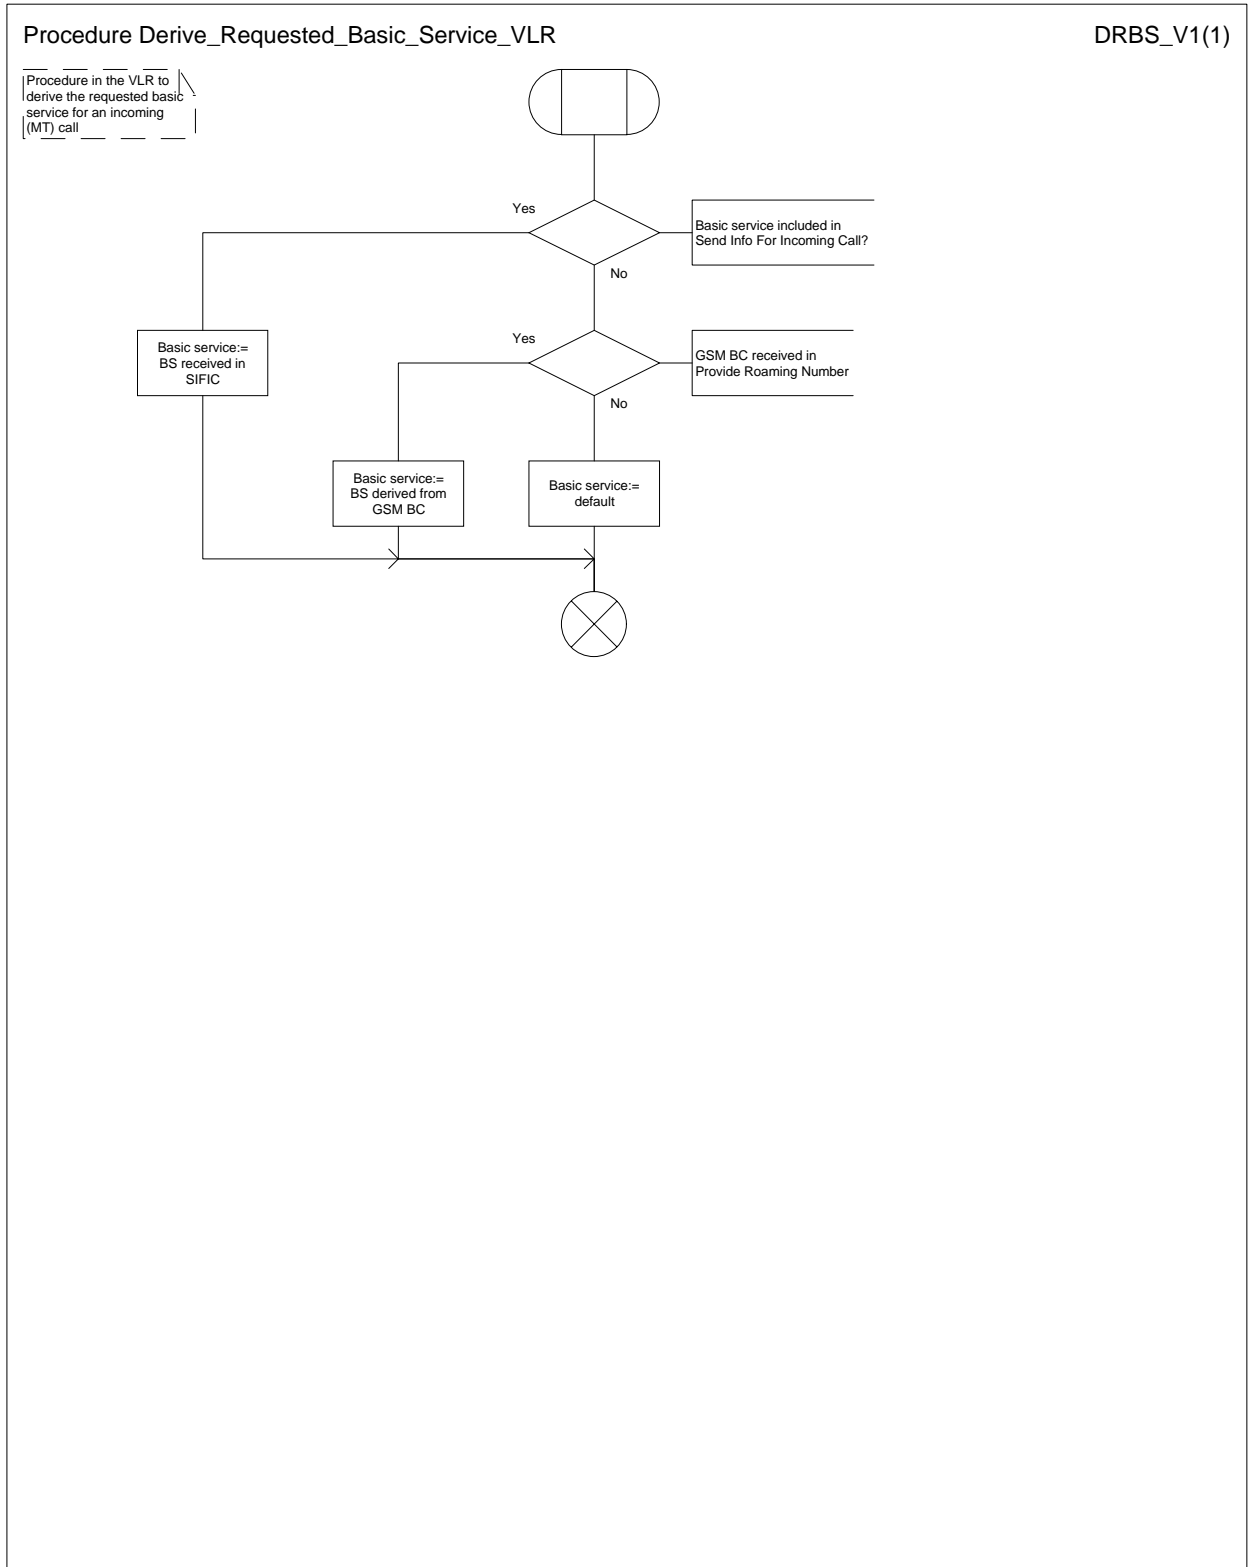 Procedure Derive_Requested_Basic_Service_VLR
DRBS_V1(1)
Procedure in the VLR to
derive the requested basic
service for an incoming
(MT) call
Yes
Basic service included in
Send Info For Incoming Call?
No
Yes
Basic service:=
BS received in
SIFIC
GSM BC received in
Provide Roaming Number
No
Basic service:=
BS derived from
GSM BC
Basic service:=
default